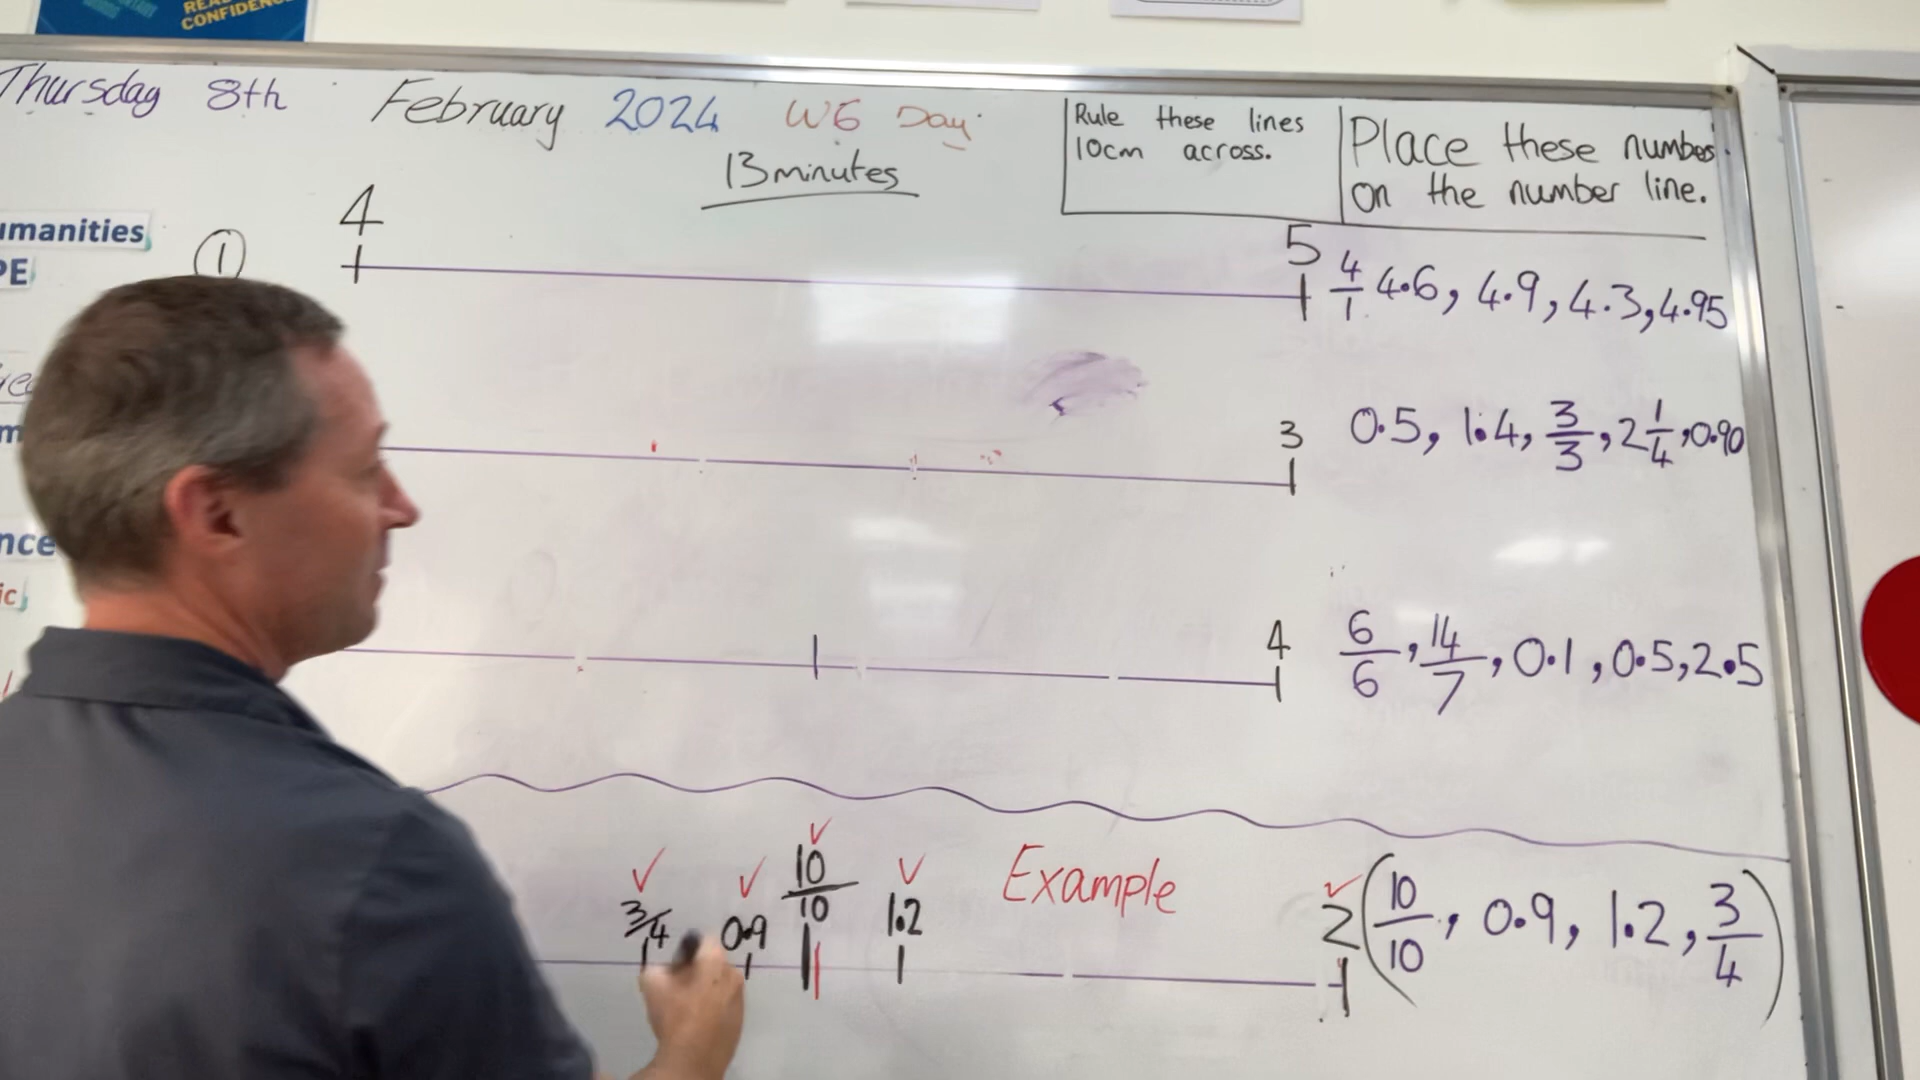 CONFIDEN
Thursday 8th February 2024 W6 Day
13 minutes
Rule these lines
10cm across.
Place these numbers
on the number line.
umanities
PE
1
4
5
4/1 4.6, 4.9, 4.3, 4.95
3
0.5, 1.4, 3/3, 2 1/4, 0.90
nce
ic
4
6/6, 14/7, 0.1, 0.5, 2.5
3/4 0.9 10/10 1.2
Example
2 (10/10, 0.9, 1.2, 3/4)